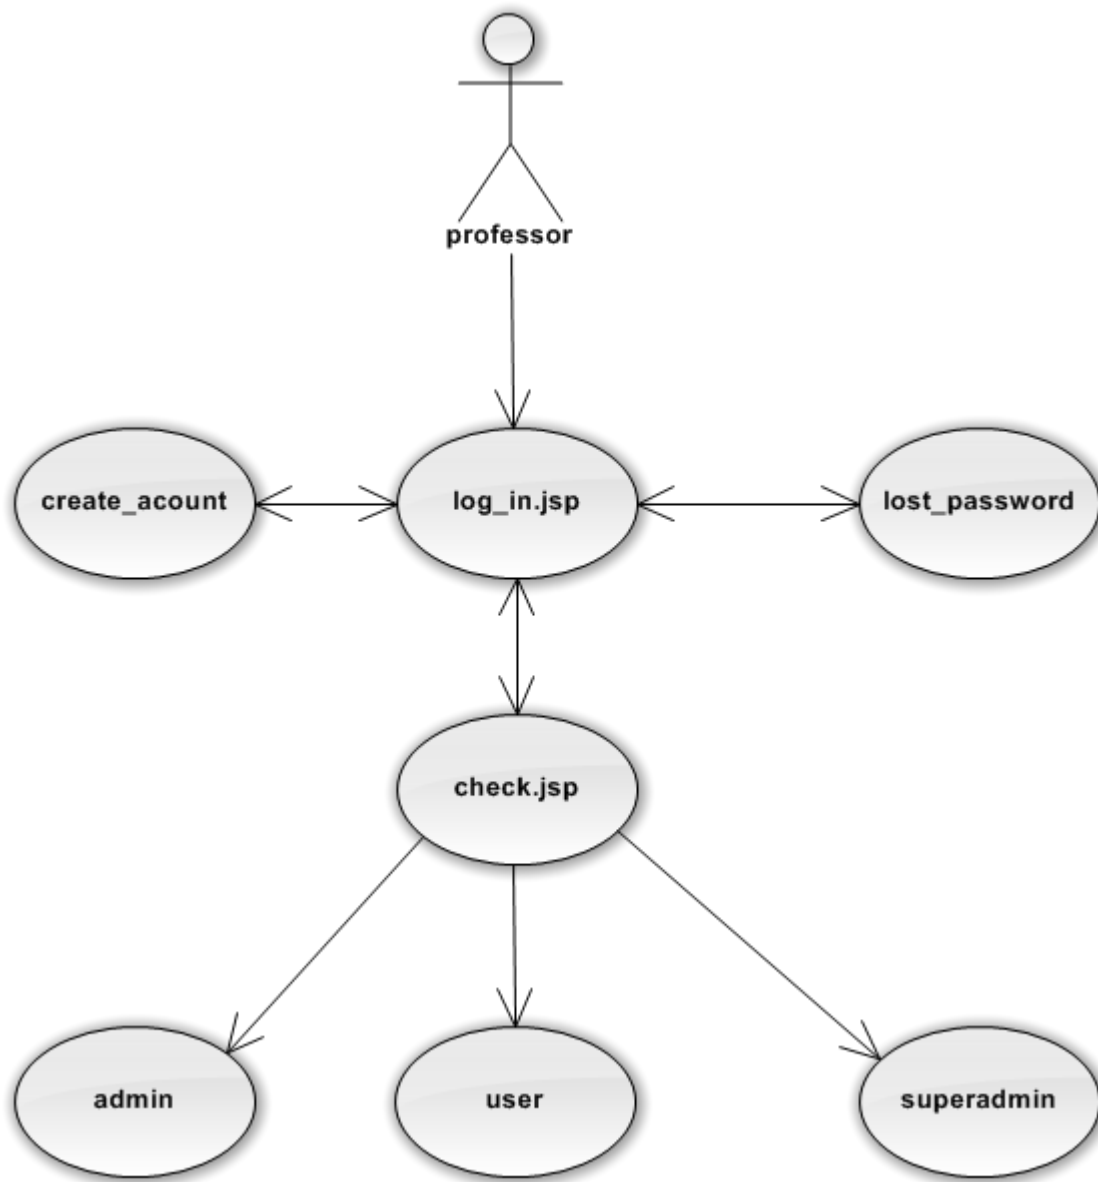 professor
create_acount
log_in.jsp
lost_password
check.jsp
admin
user
superadmin